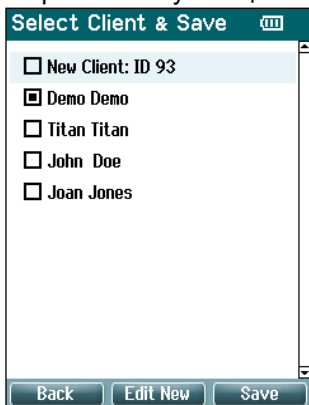 Select Client & Save
New Client: ID 93
Demo Demo
Titan Titan
John Doe
Joan Jones
Back Edit New Save